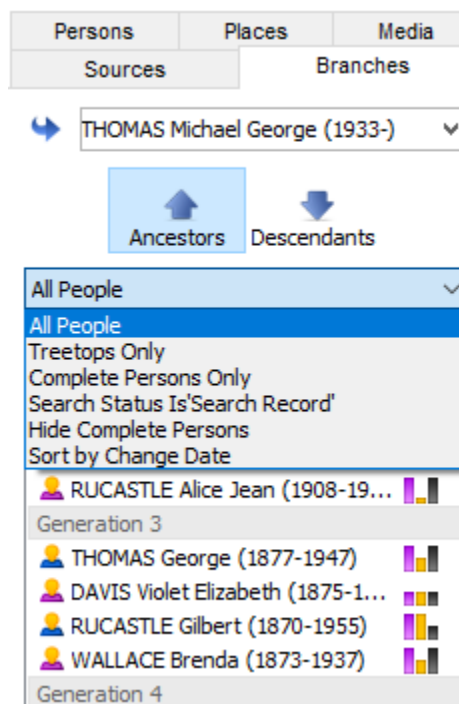 Persons Places Media
Sources Branches
THOMAS Michael George (1933-)
Ancestors Descendants
All People
All People
Treetops Only
Complete Persons Only
Search Status Is'Search Record'
Hide Complete Persons
Sort by Change Date
RUCASTLE Alice Jean (1908-19...
Generation 3
THOMAS George (1877-1947)
DAVIS Violet Elizabeth (1875-1...
RUCASTLE Gilbert (1870-1955)
WALLACE Brenda (1873-1937)
Generation 4